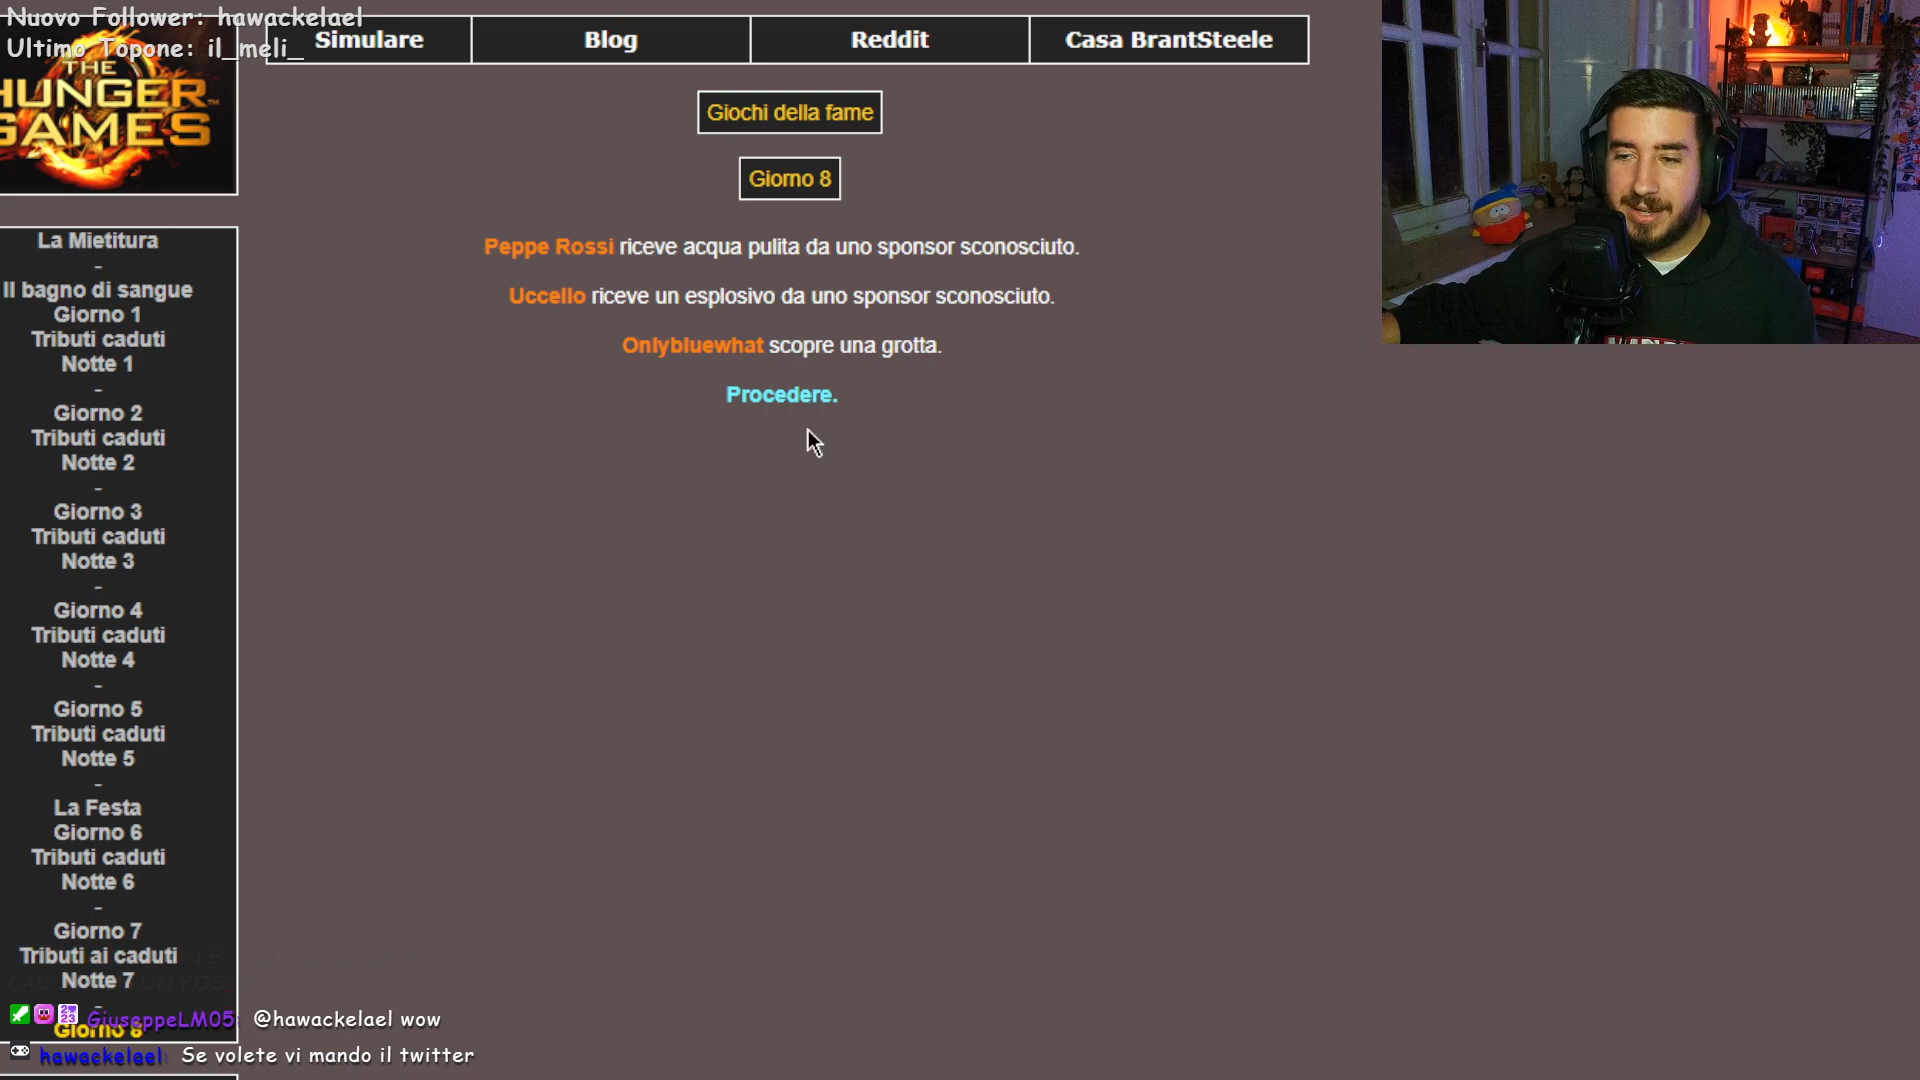 Nuovo Follower: hawackelael
Ultimo Topone: il_meli_
THE
HUNGER
GAMES
Simulare
Blog
Reddit
Casa BrantSteele
Giochi della fame
Giorno 8
Peppe Rossi riceve acqua pulita da uno sponsor sconosciuto.
Uccello riceve un esplosivo da uno sponsor sconosciuto.
Onlybluewhat scopre una grotta.
Procedere.
La Mietitura
-
Il bagno di sangue
Giorno 1
Tributi caduti
Notte 1
-
Giorno 2
Tributi caduti
Notte 2
-
Giorno 3
Tributi caduti
Notte 3
-
Giorno 4
Tributi caduti
Notte 4
-
Giorno 5
Tributi caduti
Notte 5
-
La Festa
Giorno 6
Tributi caduti
Notte 6
-
Giorno 7
Tributi ai caduti
Notte 7
-
Giorno 8
GiuseppeLM05: @hawackelael wow
hawackelael: Se volete vi mando il twitter